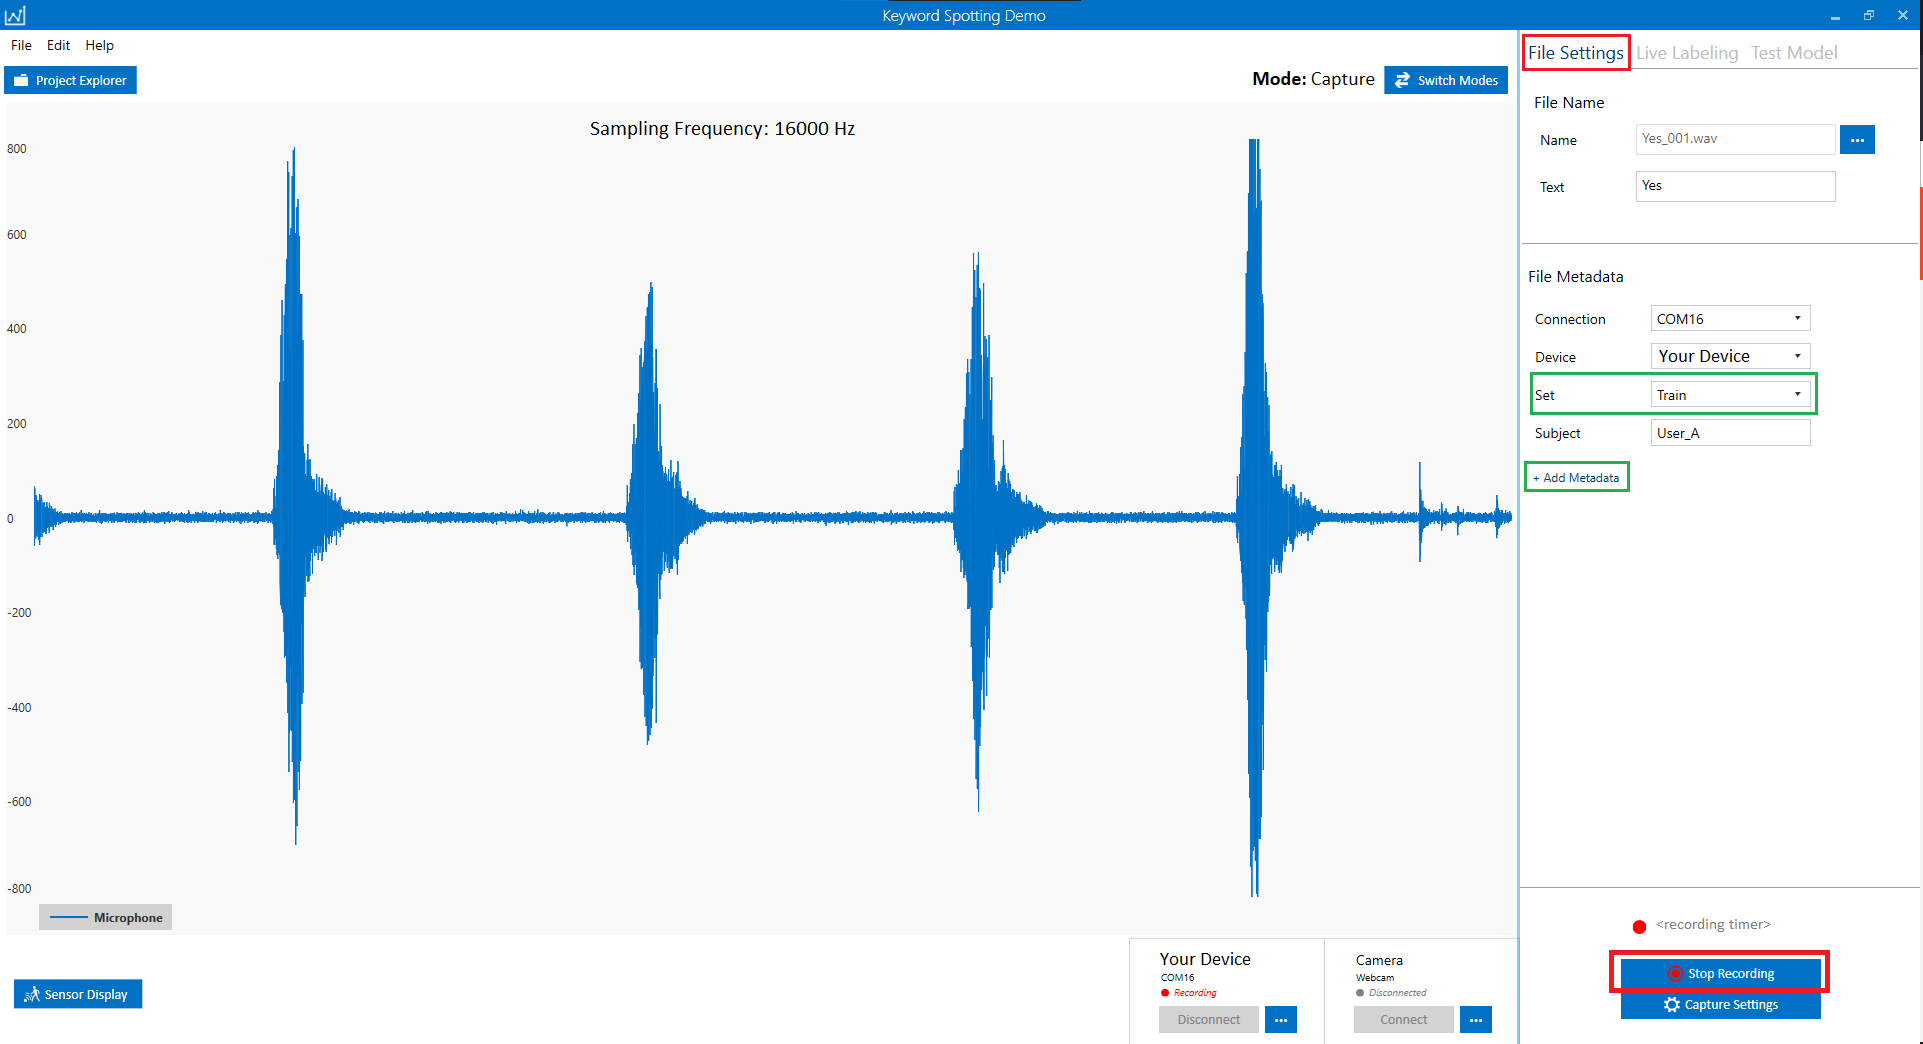 Keyword Spotting Demo
File Edit Help
Project Explorer
Mode: Capture
Switch Modes
Sampling Frequency: 16000 Hz
800
600
400
200
0
-200
-400
-600
-800
Microphone
Sensor Display
Your Device
COM16
Recording
Disconnect
...
Camera
Webcam
Disconnected
Connect
...
File Settings Live Labeling Test Model
File Name
Name Yes_001.wav ...
Text Yes
File Metadata
Connection COM16
Device Your Device
Set Train
Subject User_A
+ Add Metadata
<recording timer>
Stop Recording
Capture Settings